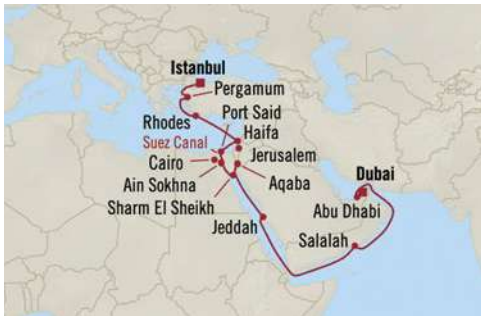 Istanbul
Pergamum
Port Said
Rhodes
Haifa
Suez Canal
Jerusalem
Cairo
Dubai
Ain Sokhna
Aqaba
Sharm El Sheikh
Abu Dhabi
Jeddah
Salalah